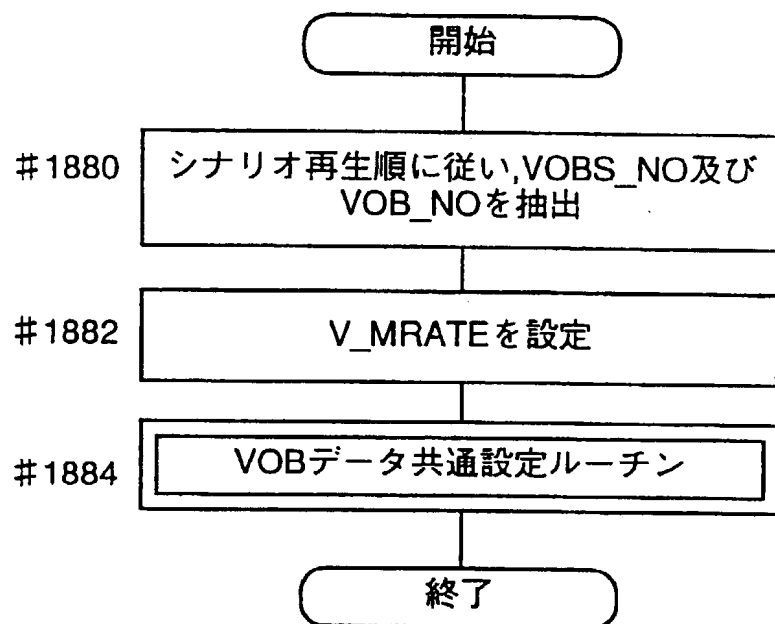 開始
#1880 シナリオ再生順に従い,VOBS_NO及び
VOB_NOを抽出
#1882 V_MRATEを設定
#1884 VOBデータ共通設定ルーチン
終了